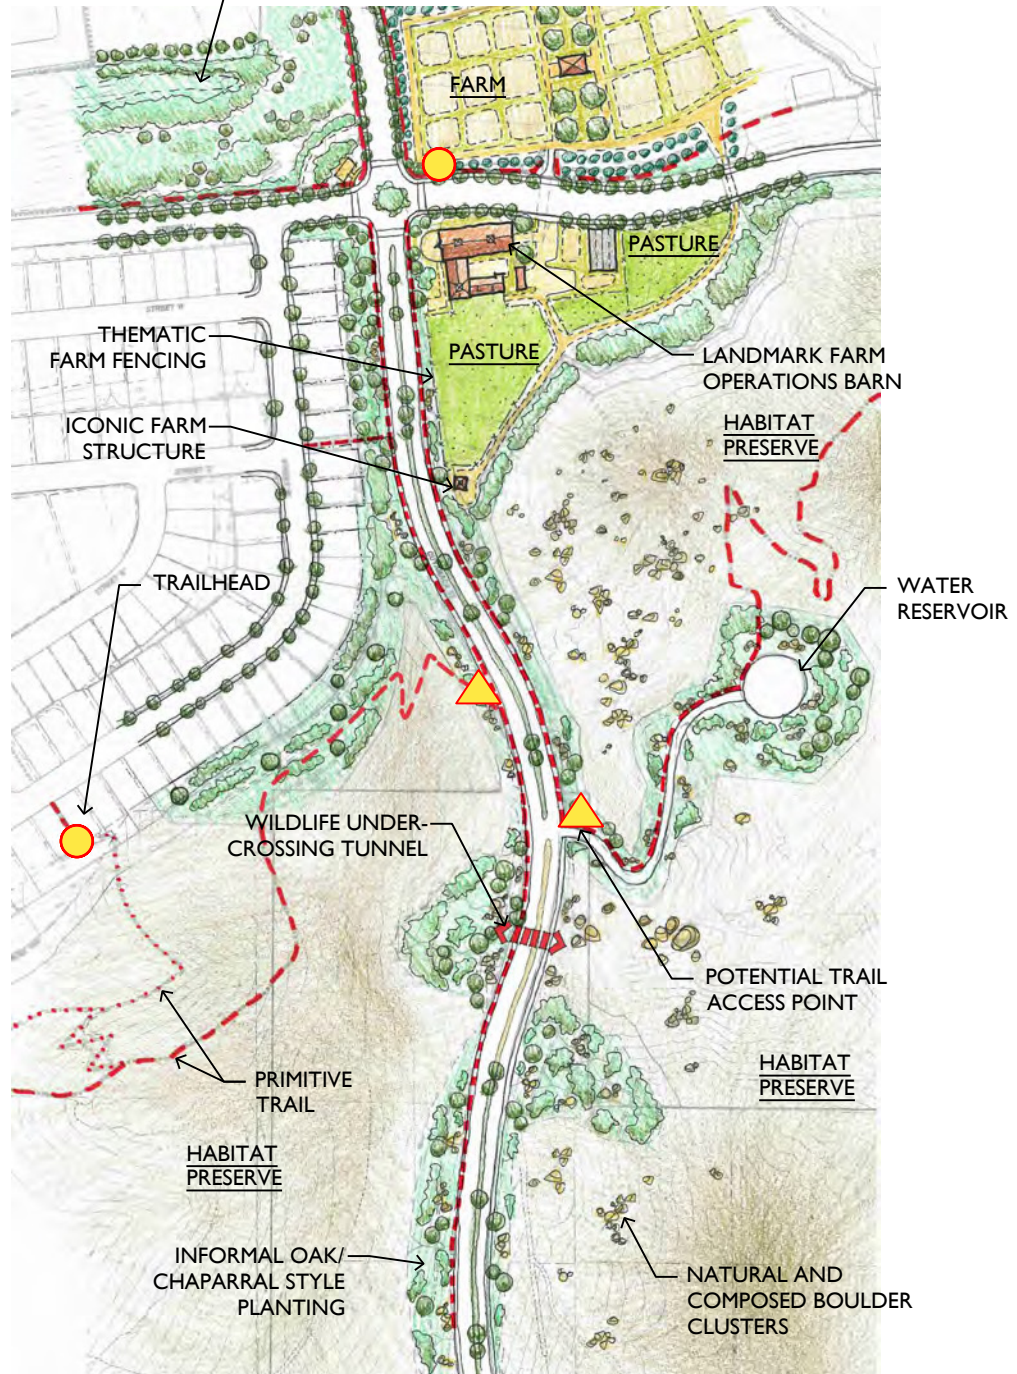 FARM
PASTURE
THEMATIC
FARM FENCING
PASTURE
LANDMARK FARM
OPERATIONS BARN
ICONIC FARM
STRUCTURE
HABITAT
PRESERVE
TRAILHEAD
WATER
RESERVOIR
WILDLIFE UNDER-
CROSSING TUNNEL
POTENTIAL TRAIL
ACCESS POINT
PRIMITIVE
TRAIL
HABITAT
PRESERVE
HABITAT
PRESERVE
INFORMAL OAK/
CHAPARRAL STYLE
PLANTING
NATURAL AND
COMPOSED BOULDER
CLUSTERS